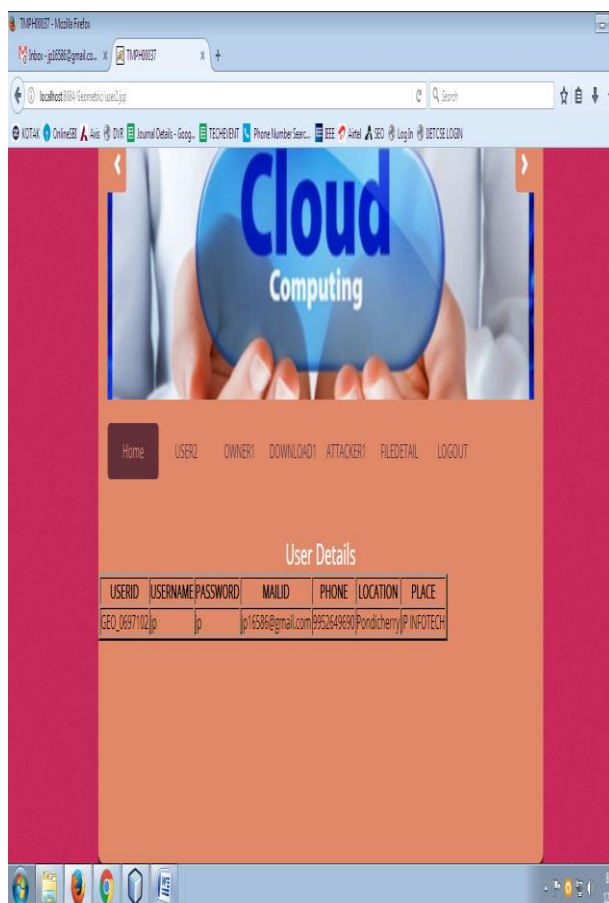 TMPH00037 - Mozilla Firefox
Inbox - jp16586@gmail.co... x TMPH00037 x +
localhost:8084/Geometric/user2.jsp Search
KOTAK OnlineSBI Axis DVR Journal Details - Goog... TECHEVENT Phone Number Searc... IEEE Airtel SEO Log In IJETCSE LOGIN
Cloud
Computing
Home USER2 OWNER1 DOWNLOAD1 ATTACKER1 FILEDETAIL LOGOUT
User Details
USERID USERNAME PASSWORD MAILID PHONE LOCATION PLACE
GEO_0697102 jp jp jp16586@gmail.com 9952649690 Pondicherry JP INFOTECH